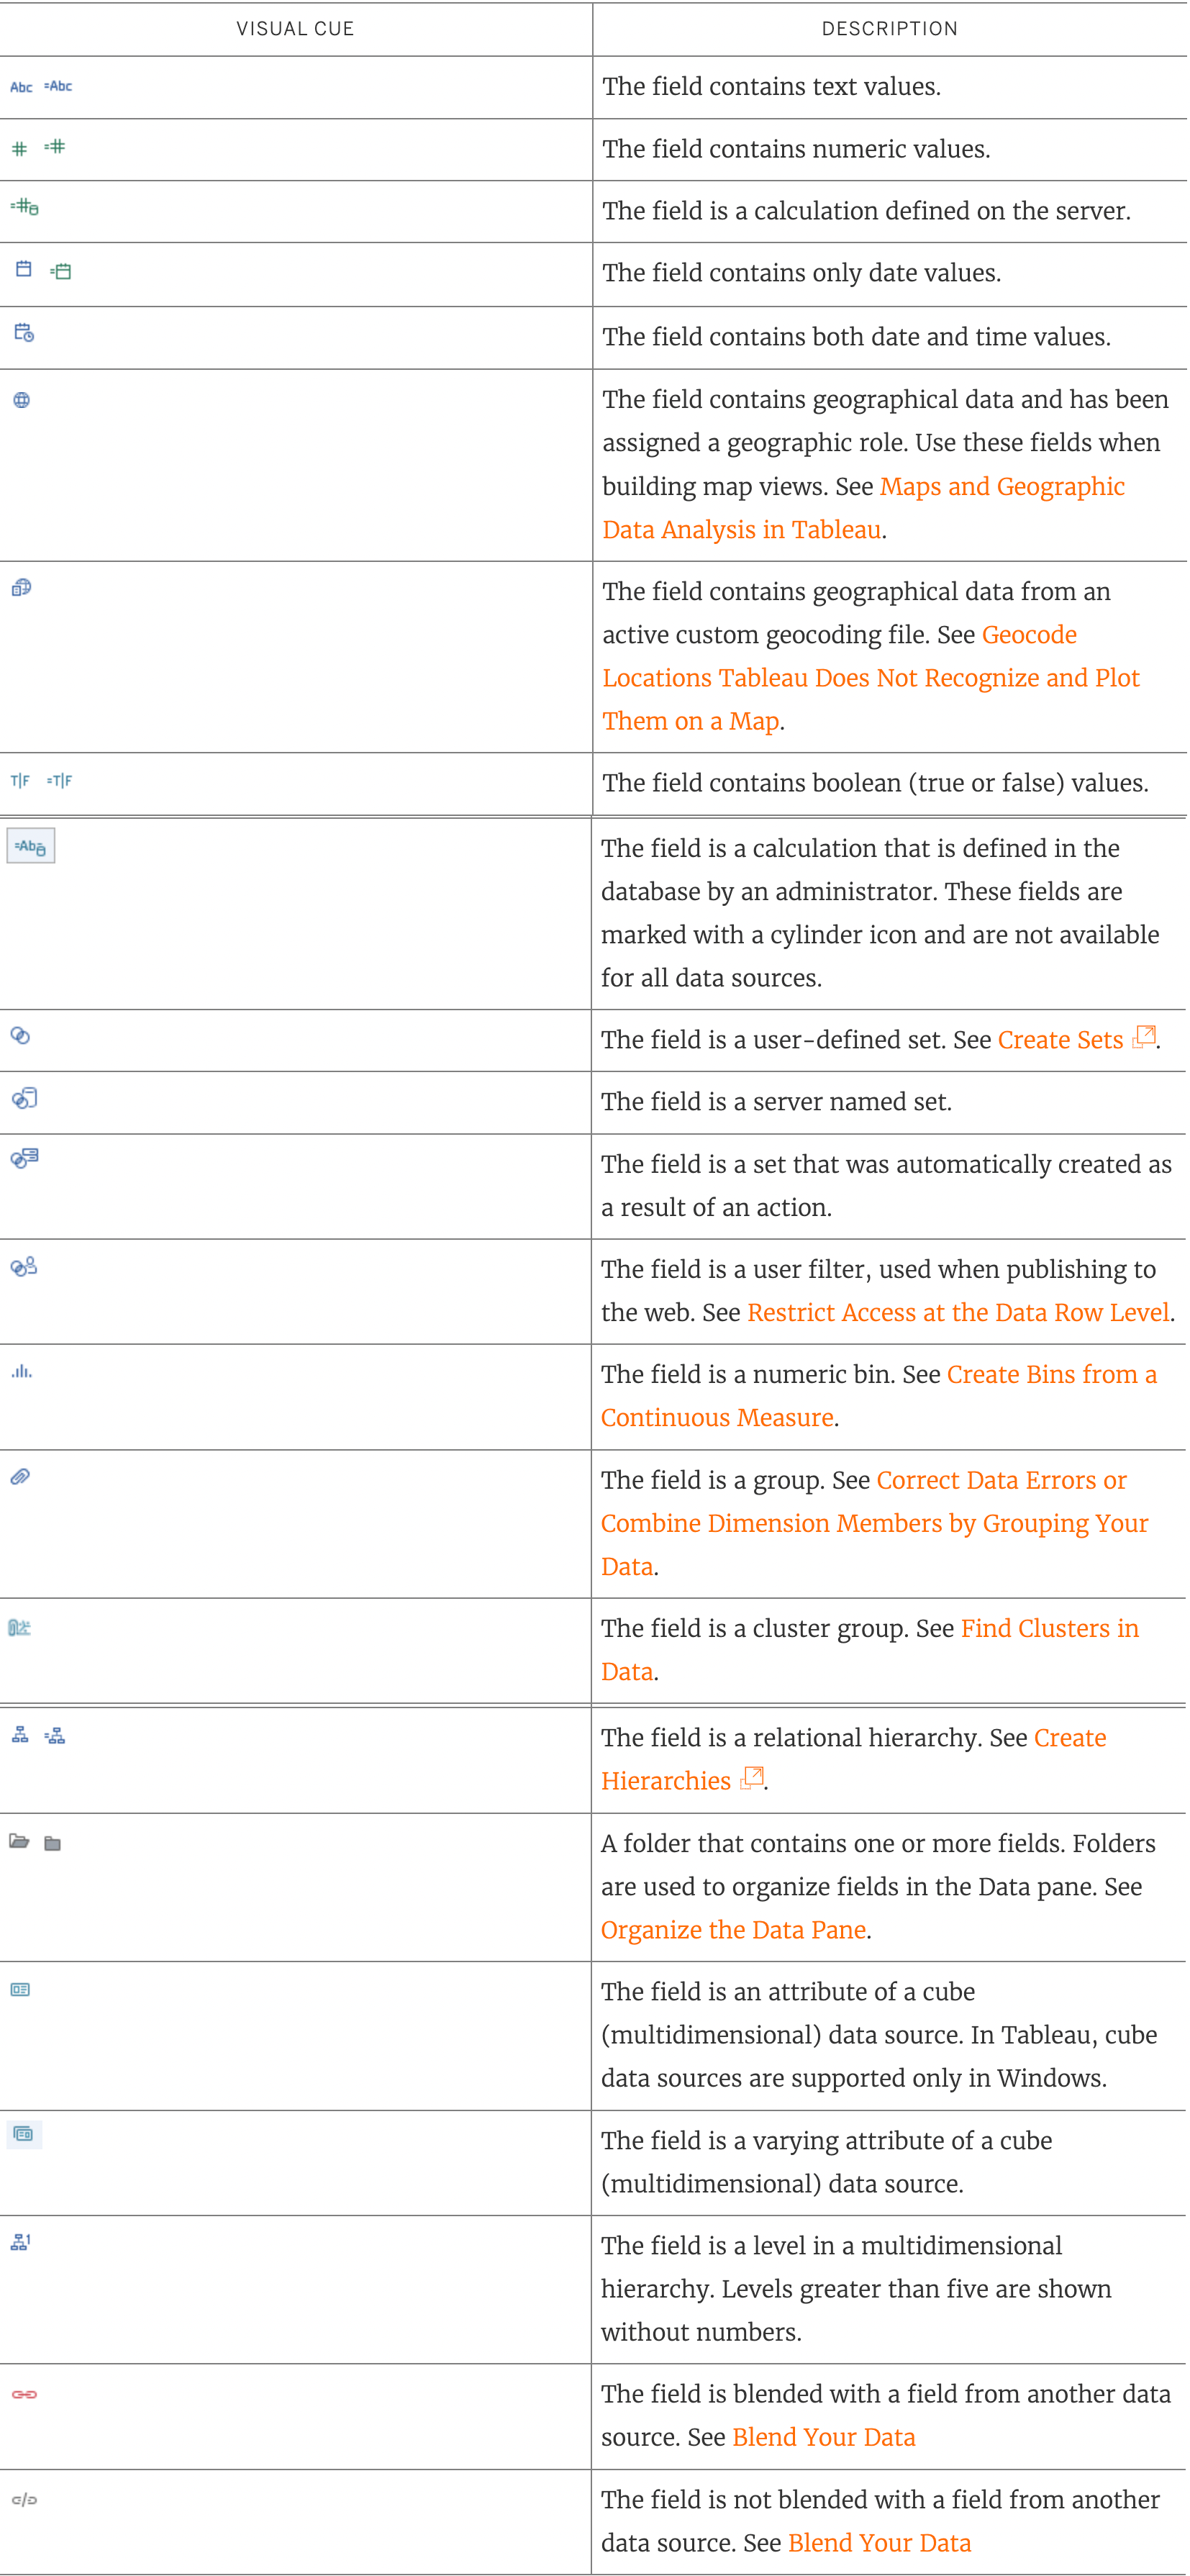 VISUAL CUE DESCRIPTION
Abc =Abc The field contains text values.
# =# The field contains numeric values.
=# The field is a calculation defined on the server.
= The field contains only date values.
The field contains both date and time values.
The field contains geographical data and has been
assigned a geographic role. Use these fields when
building map views. See Maps and Geographic
Data Analysis in Tableau.
The field contains geographical data from an
active custom geocoding file. See Geocode
Locations Tableau Does Not Recognize and Plot
Them on a Map.
T|F =T|F The field contains boolean (true or false) values.
=Abc The field is a calculation that is defined in the
database by an administrator. These fields are
marked with a cylinder icon and are not available
for all data sources.
The field is a user-defined set. See Create Sets.
The field is a server named set.
The field is a set that was automatically created as
a result of an action.
The field is a user filter, used when publishing to
the web. See Restrict Access at the Data Row Level.
The field is a numeric bin. See Create Bins from a
Continuous Measure.
The field is a group. See Correct Data Errors or
Combine Dimension Members by Grouping Your
Data.
The field is a cluster group. See Find Clusters in
Data.
= The field is a relational hierarchy. See Create
Hierarchies.
A folder that contains one or more fields. Folders
are used to organize fields in the Data pane. See
Organize the Data Pane.
The field is an attribute of a cube
(multidimensional) data source. In Tableau, cube
data sources are supported only in Windows.
The field is a varying attribute of a cube
(multidimensional) data source.
1 The field is a level in a multidimensional
hierarchy. Levels greater than five are shown
without numbers.
The field is blended with a field from another data
source. See Blend Your Data
The field is not blended with a field from another
data source. See Blend Your Data